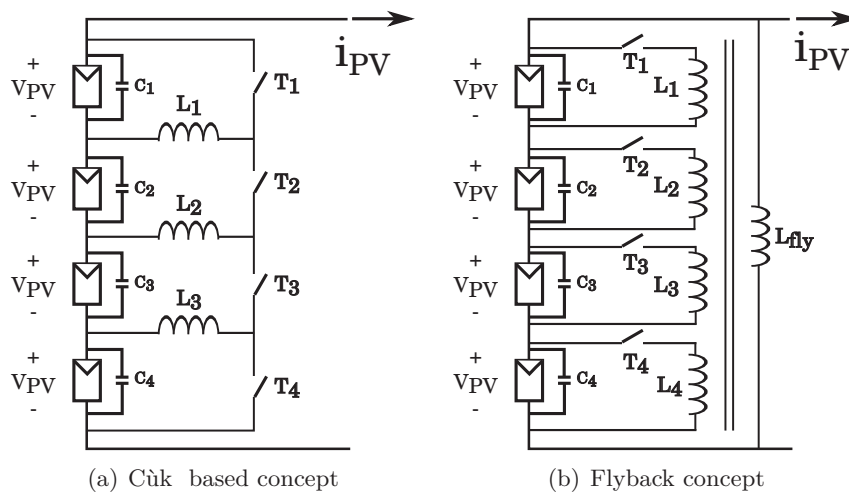 iPV
+
VPV
-
C1
T1
L1
+
VPV
-
C2
T2
L2
+
VPV
-
C3
T3
L3
+
VPV
-
C4
T4
(a) Cùk based concept
iPV
+
VPV
-
C1
T1
L1
+
VPV
-
C2
T2
L2
Lfly
+
VPV
-
C3
T3
L3
+
VPV
-
C4
T4
L4
(b) Flyback concept